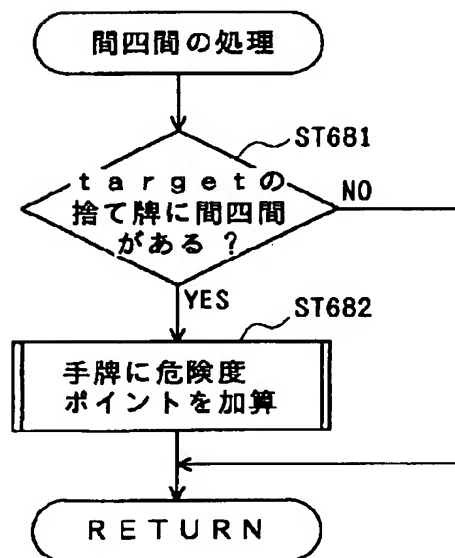 間四間の処理
ST681
targetの
捨て牌に間四間
がある?
NO
YES
ST682
手牌に危険度
ポイントを加算
RETURN